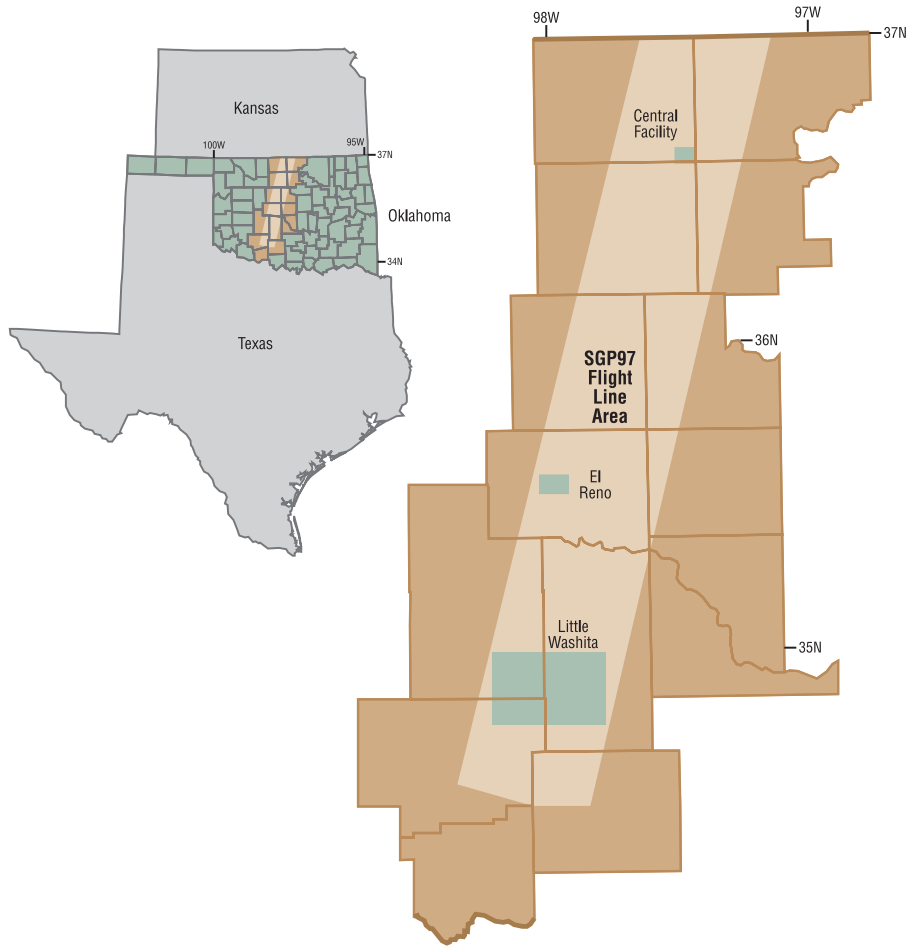 98W
97W
37N
Kansas
Central
Facility
100W
95W
37N
Oklahoma
34N
Texas
36N
SGP97
Flight
Line
Area
El
Reno
Little
Washita
35N